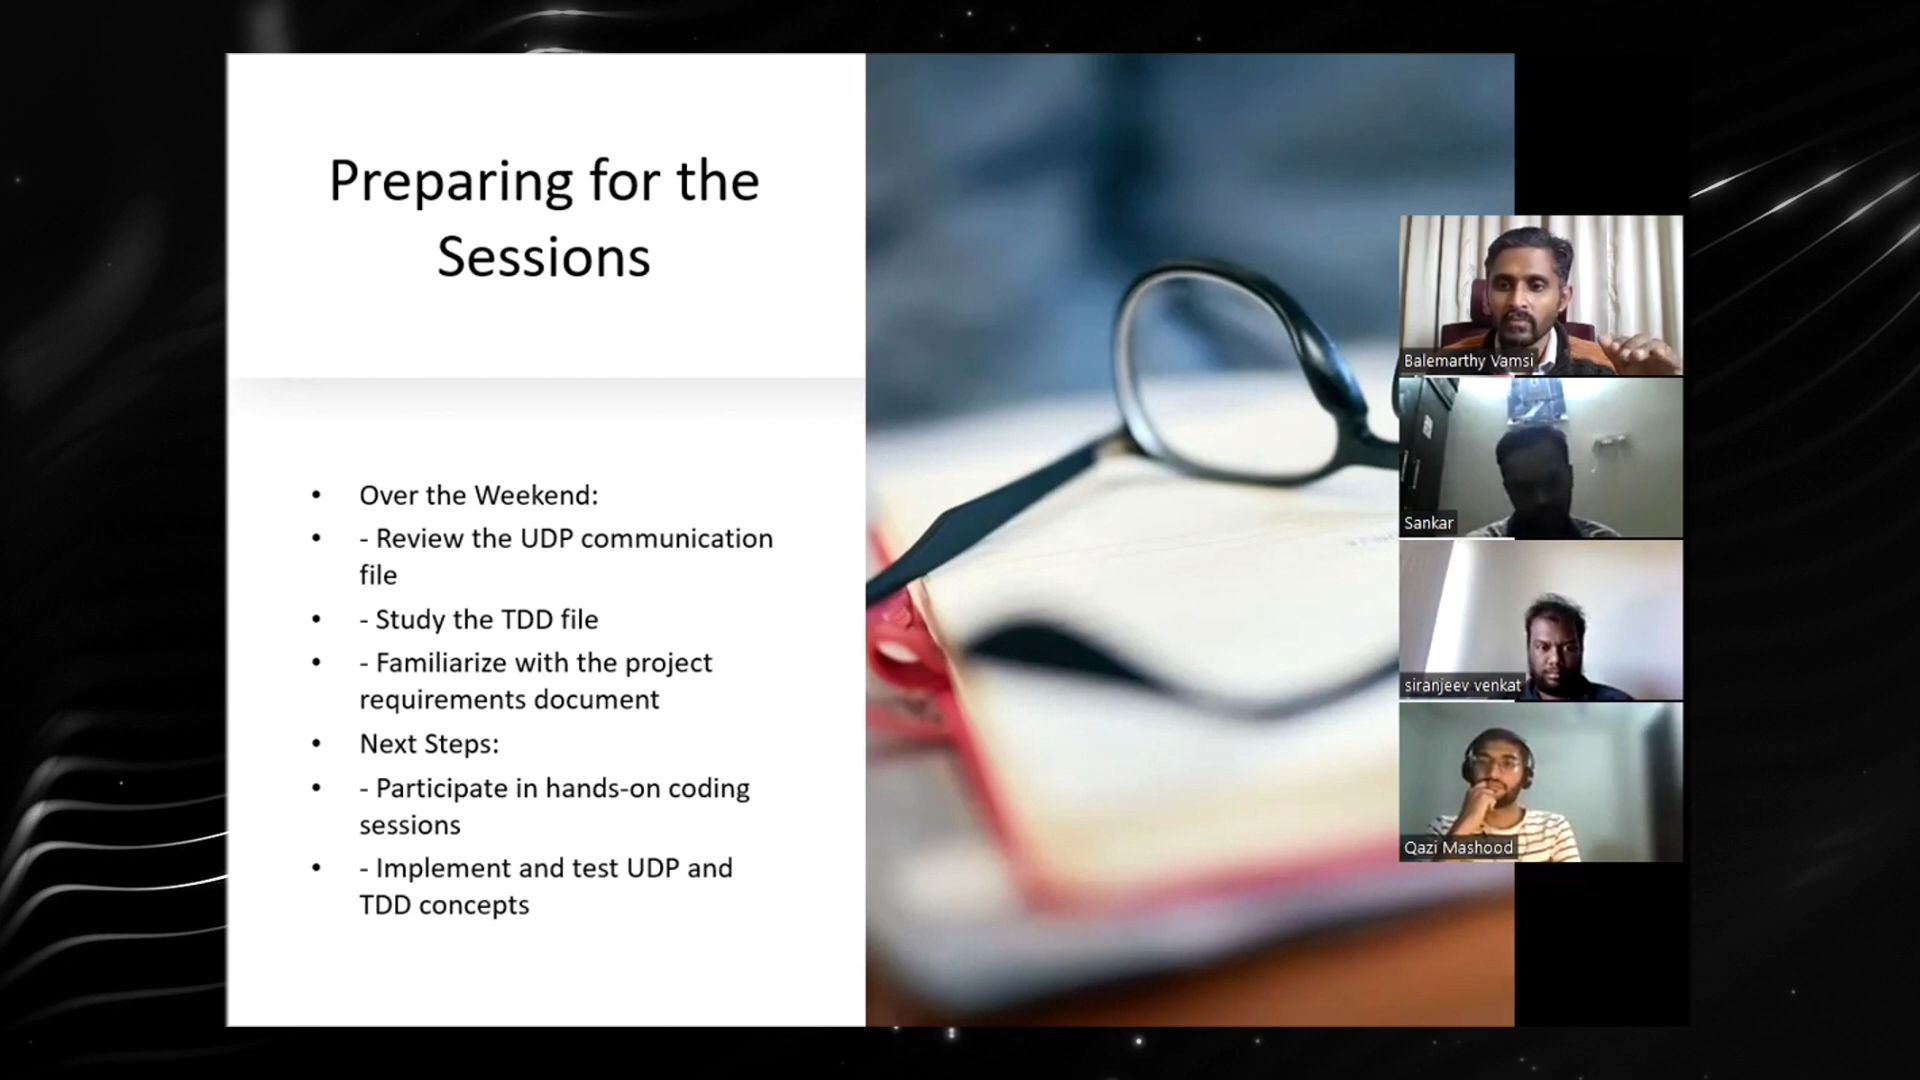 Preparing for the
Sessions
• Over the Weekend:
• - Review the UDP communication
file
• - Study the TDD file
• - Familiarize with the project
requirements document
• Next Steps:
• - Participate in hands-on coding
sessions
• - Implement and test UDP and
TDD concepts
Balemarthy Vamsi
Sankar
siranjeev venkat
Qazi Mashood